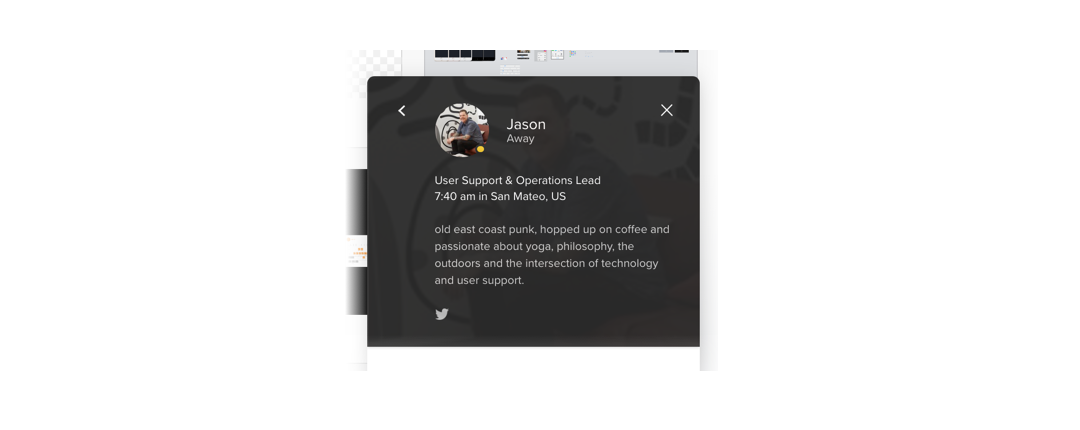 Jason
Away
User Support & Operations Lead
7:40 am in San Mateo, US
old east coast punk, hopped up on coffee and
passionate about yoga, philosophy, the
outdoors and the intersection of technology
and user support.